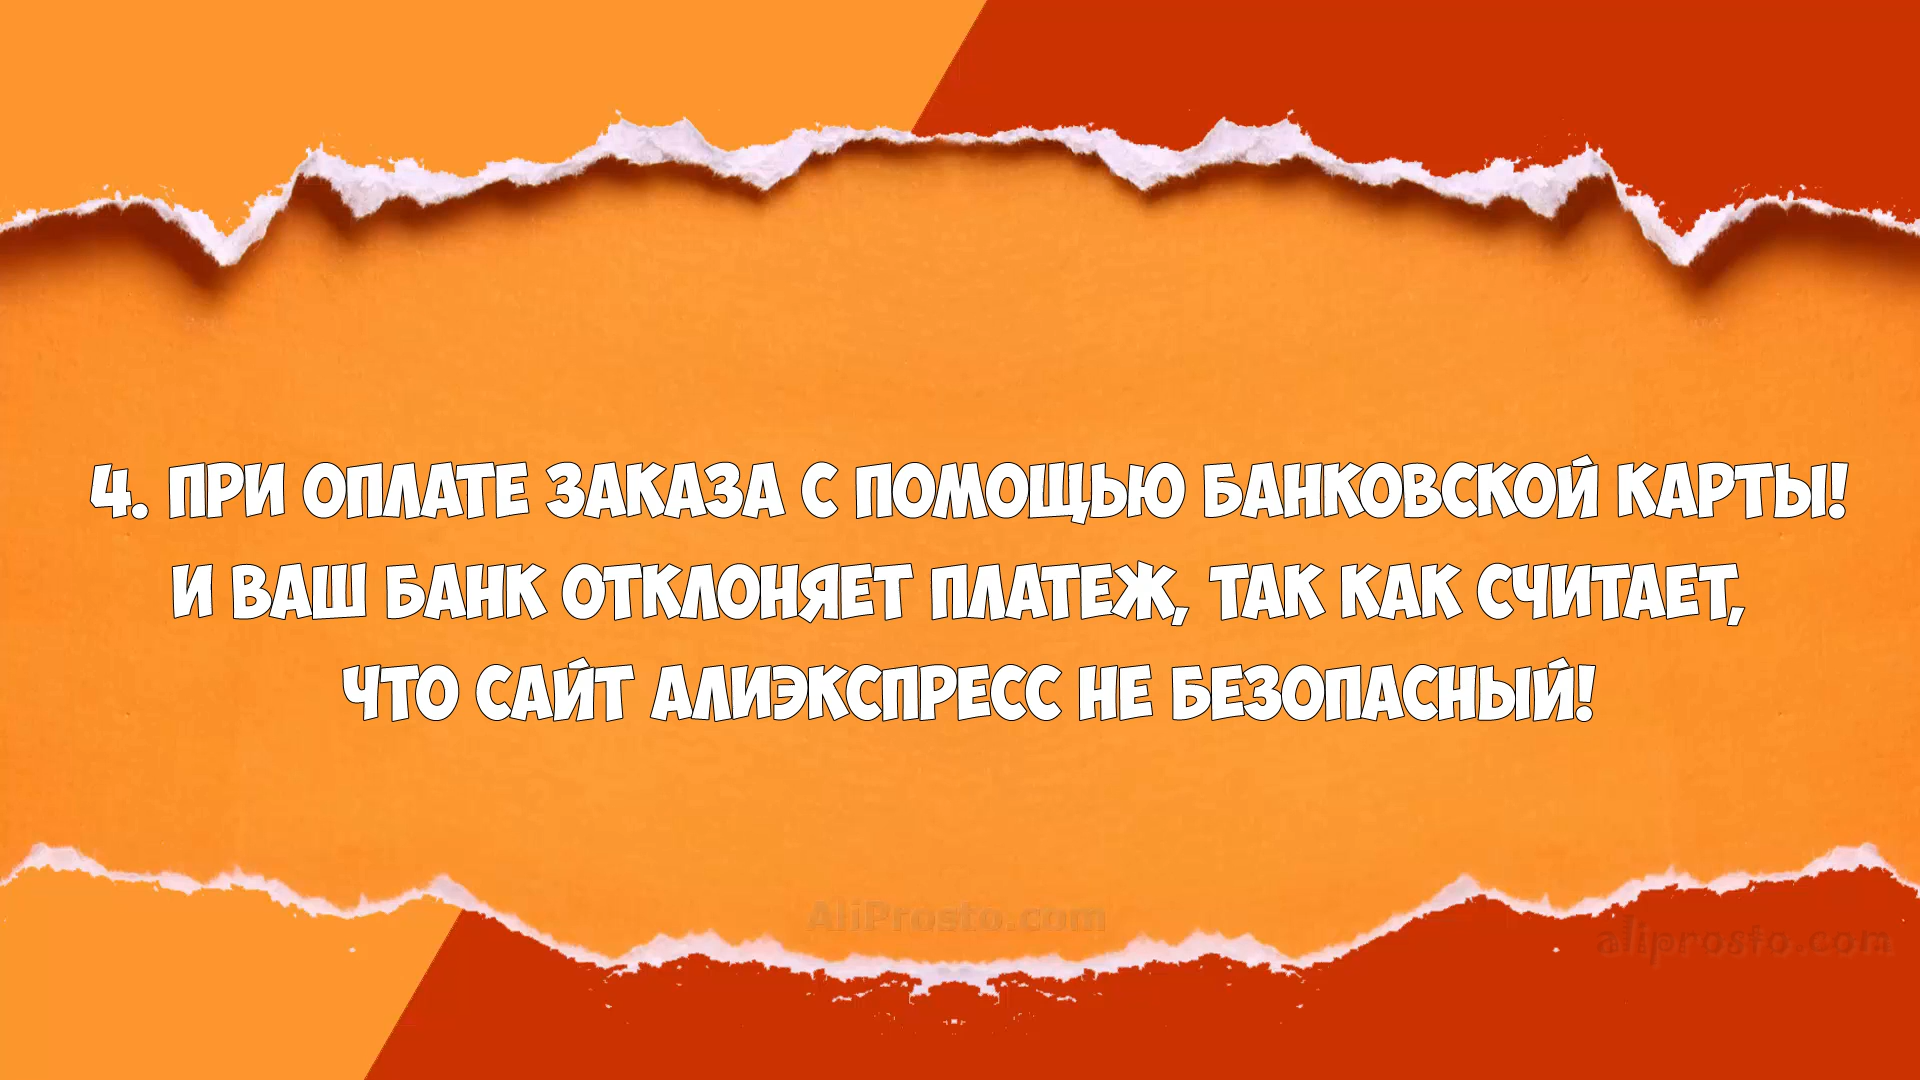 4. ПРИ ОПЛАТЕ ЗАКАЗА С ПОМОЩЬЮ БАНКОВСКОЙ КАРТЫ!
И ВАШ БАНК ОТКЛОНЯЕТ ПЛАТЕЖ, ТАК КАК СЧИТАЕТ,
ЧТО САЙТ АЛИЭКСПРЕСС НЕ БЕЗОПАСНЫЙ!
AliProsto.com
aliprosto.com